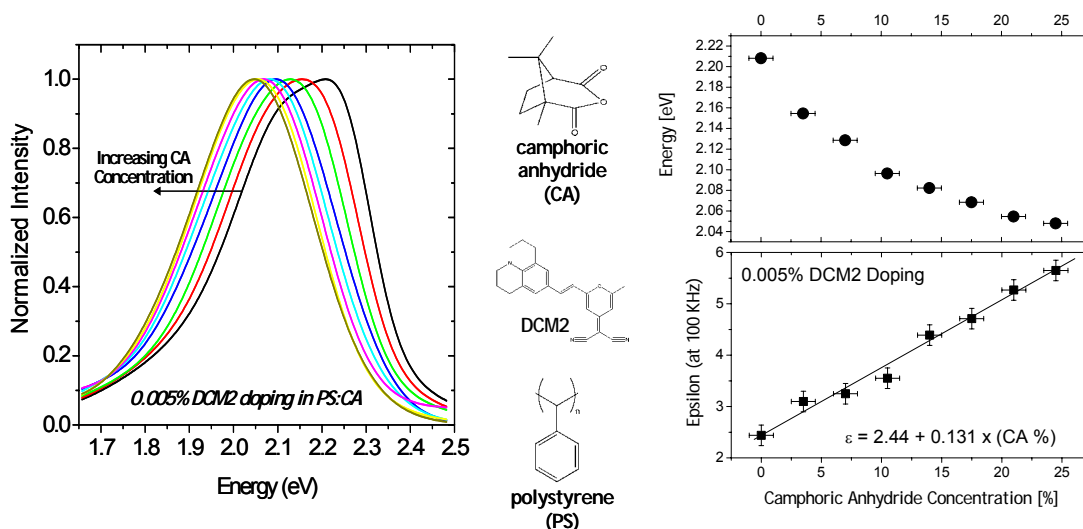 Normalized Intensity
1.0
0.8
0.6
0.4
0.2
0.0
Increasing CA
Concentration
0.005% DCM2 doping in PS:CA
1.7 1.8 1.9 2.0 2.1 2.2 2.3 2.4 2.5
Energy (eV)
O
O
O
camphoric
anhydride
(CA)
N
O
DCM2
N
N
n
polystyrene
(PS)
0 5 10 15 20 25
Energy [eV]
2.22
2.20
2.18
2.16
2.14
2.12
2.10
2.08
2.06
2.04
Epsilon (at 100 KHz)
6
5
4
3
2
0.005% DCM2 Doping
ε = 2.44 + 0.131 x (CA %)
0 5 10 15 20 25
Camphoric Anhydride Concentration [%]